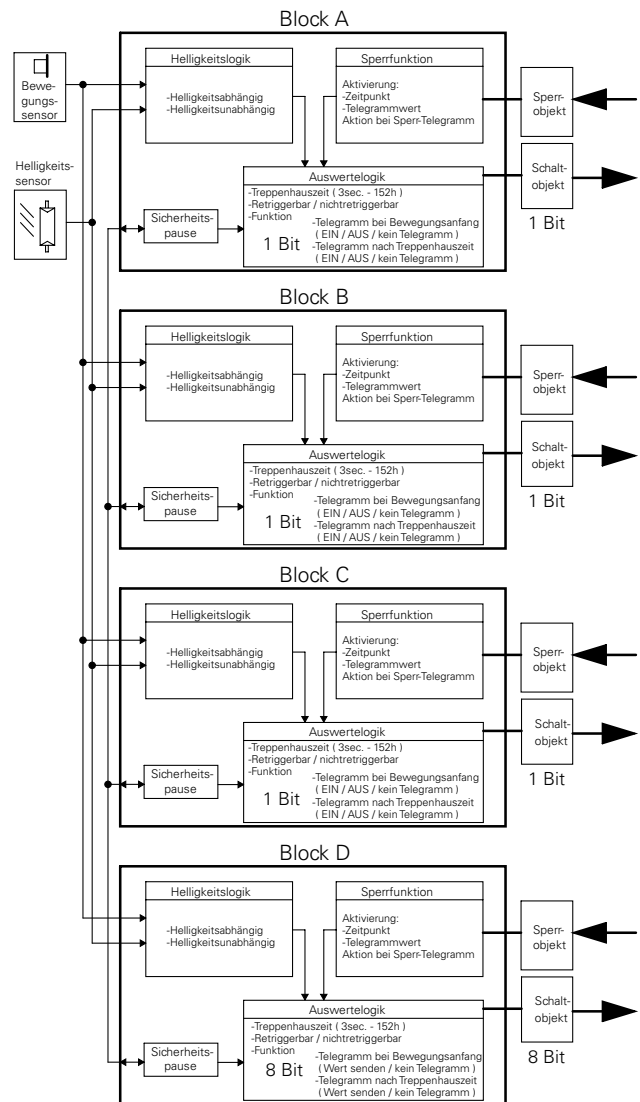 Block A
Bewe-
gungs-
sensor
Helligkeits-
sensor
Helligkeitslogik
-Helligkeitsabhängig
-Helligkeitsunabhängig
Sperrfunktion
Aktivierung:
-Zeitpunkt
-Telegrammwert
Aktion bei Sperr-Telegramm
Sperr-
objekt
Auswertelogik
-Treppenhauszeit ( 3sec. - 152h )
-Retriggerbar / nichtretriggerbar
-Funktion
-Telegramm bei Bewegungsanfang
( EIN / AUS / kein Telegramm )
-Telegramm nach Treppenhauszeit
( EIN / AUS / kein Telegramm )
1 Bit
Sicherheits-
pause
Schalt-
objekt
1 Bit
Block B
Helligkeitslogik
-Helligkeitsabhängig
-Helligkeitsunabhängig
Sperrfunktion
Aktivierung:
-Zeitpunkt
-Telegrammwert
Aktion bei Sperr-Telegramm
Sperr-
objekt
Auswertelogik
-Treppenhauszeit ( 3sec. - 152h )
-Retriggerbar / nichtretriggerbar
-Funktion
-Telegramm bei Bewegungsanfang
( EIN / AUS / kein Telegramm )
-Telegramm nach Treppenhauszeit
( EIN / AUS / kein Telegramm )
1 Bit
Sicherheits-
pause
Schalt-
objekt
1 Bit
Block C
Helligkeitslogik
-Helligkeitsabhängig
-Helligkeitsunabhängig
Sperrfunktion
Aktivierung:
-Zeitpunkt
-Telegrammwert
Aktion bei Sperr-Telegramm
Sperr-
objekt
Auswertelogik
-Treppenhauszeit ( 3sec. - 152h )
-Retriggerbar / nichtretriggerbar
-Funktion
-Telegramm bei Bewegungsanfang
( EIN / AUS / kein Telegramm )
-Telegramm nach Treppenhauszeit
( EIN / AUS / kein Telegramm )
1 Bit
Sicherheits-
pause
Schalt-
objekt
1 Bit
Block D
Helligkeitslogik
-Helligkeitsabhängig
-Helligkeitsunabhängig
Sperrfunktion
Aktivierung:
-Zeitpunkt
-Telegrammwert
Aktion bei Sperr-Telegramm
Sperr-
objekt
Auswertelogik
-Treppenhauszeit ( 3sec. - 152h )
-Retriggerbar / nichtretriggerbar
-Funktion
-Telegramm bei Bewegungsanfang
( Wert senden / kein Telegramm )
-Telegramm nach Treppenhauszeit
( Wert senden / kein Telegramm )
8 Bit
Sicherheits-
pause
Schalt-
objekt
8 Bit